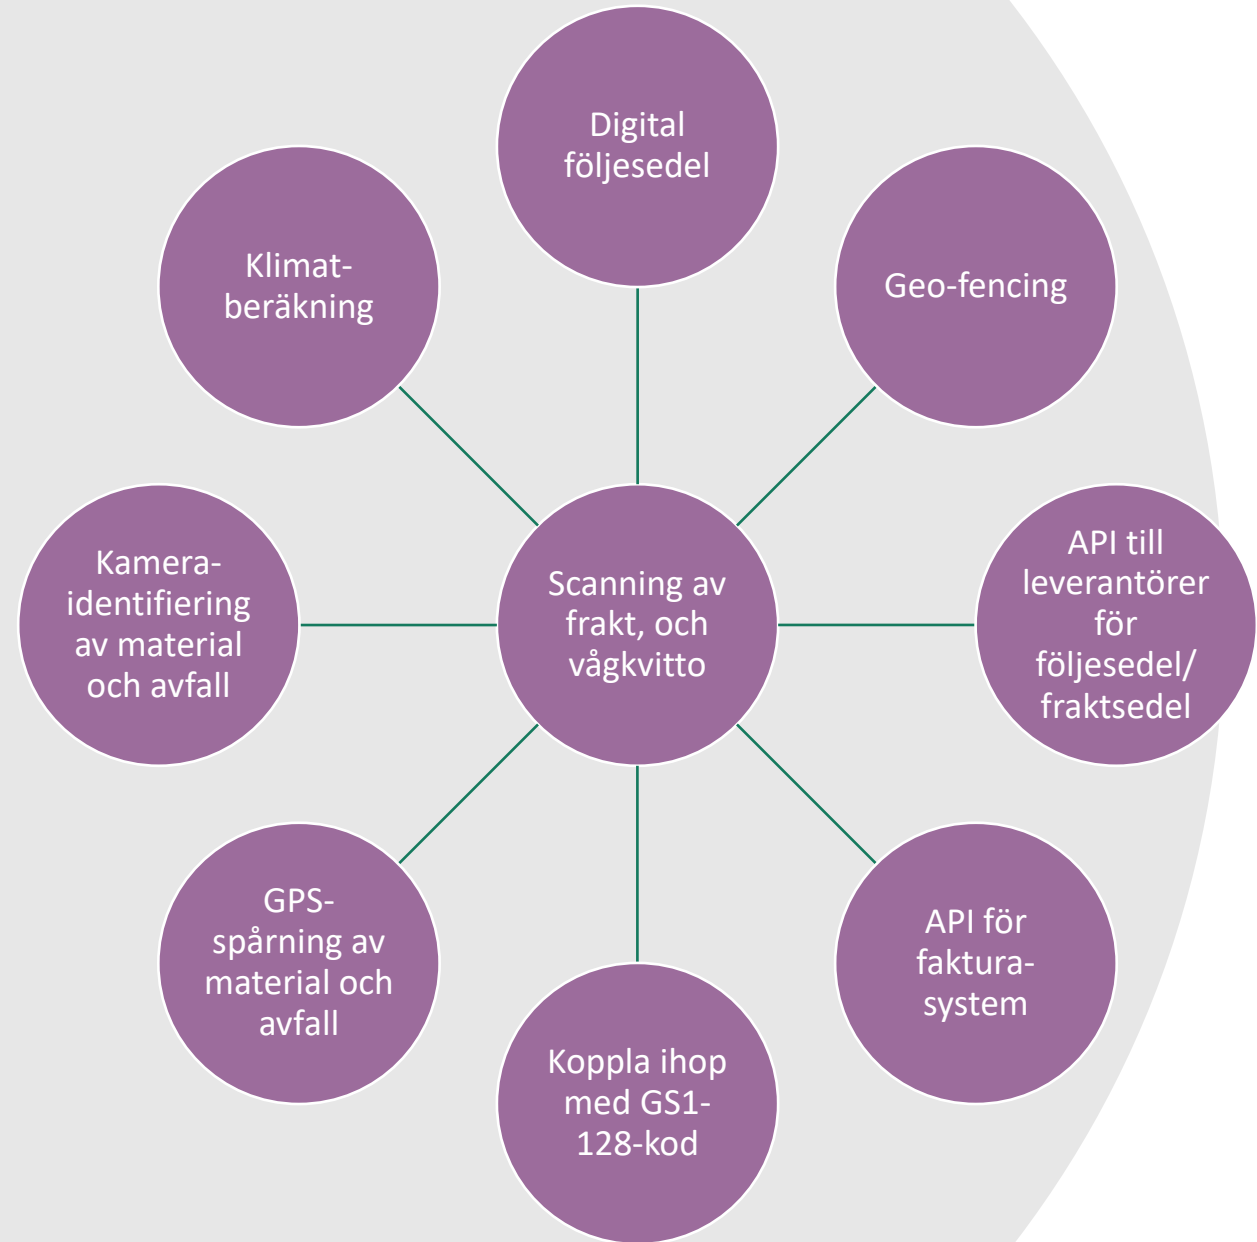 Digital
följesedel
Klimat-
beräkning
Geo-fencing
Kamera-
identifiering
av material
och avfall
Scanning av
frakt, och
vågkvitto
API till
leverantörer
för
följesedel/
fraktsedel
GPS-
spårning av
material och
avfall
API för
faktura-
system
Koppla ihop
med GS1-
128-kod